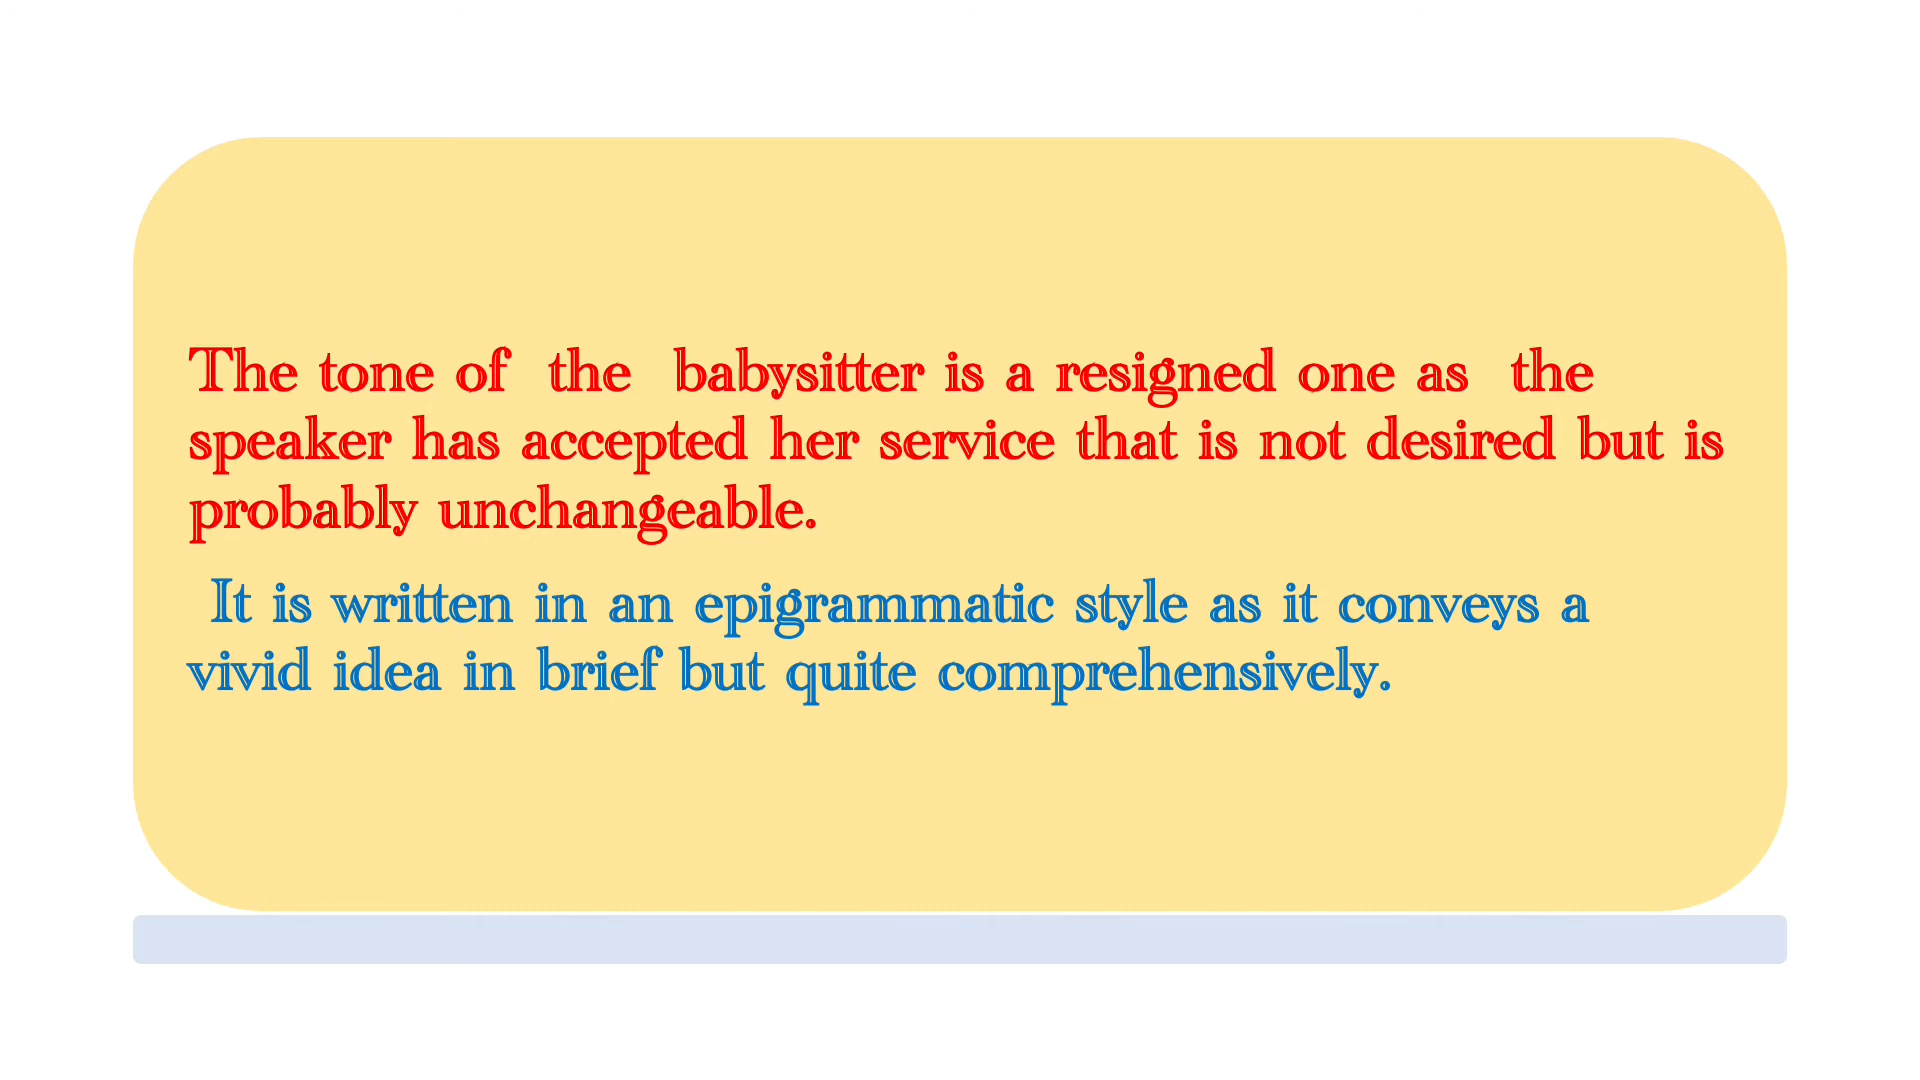 The tone of the babysitter is a resigned one as the
speaker has accepted her service that is not desired but is
probably unchangeable.
It is written in an epigrammatic style as it conveys a
vivid idea in brief but quite comprehensively.